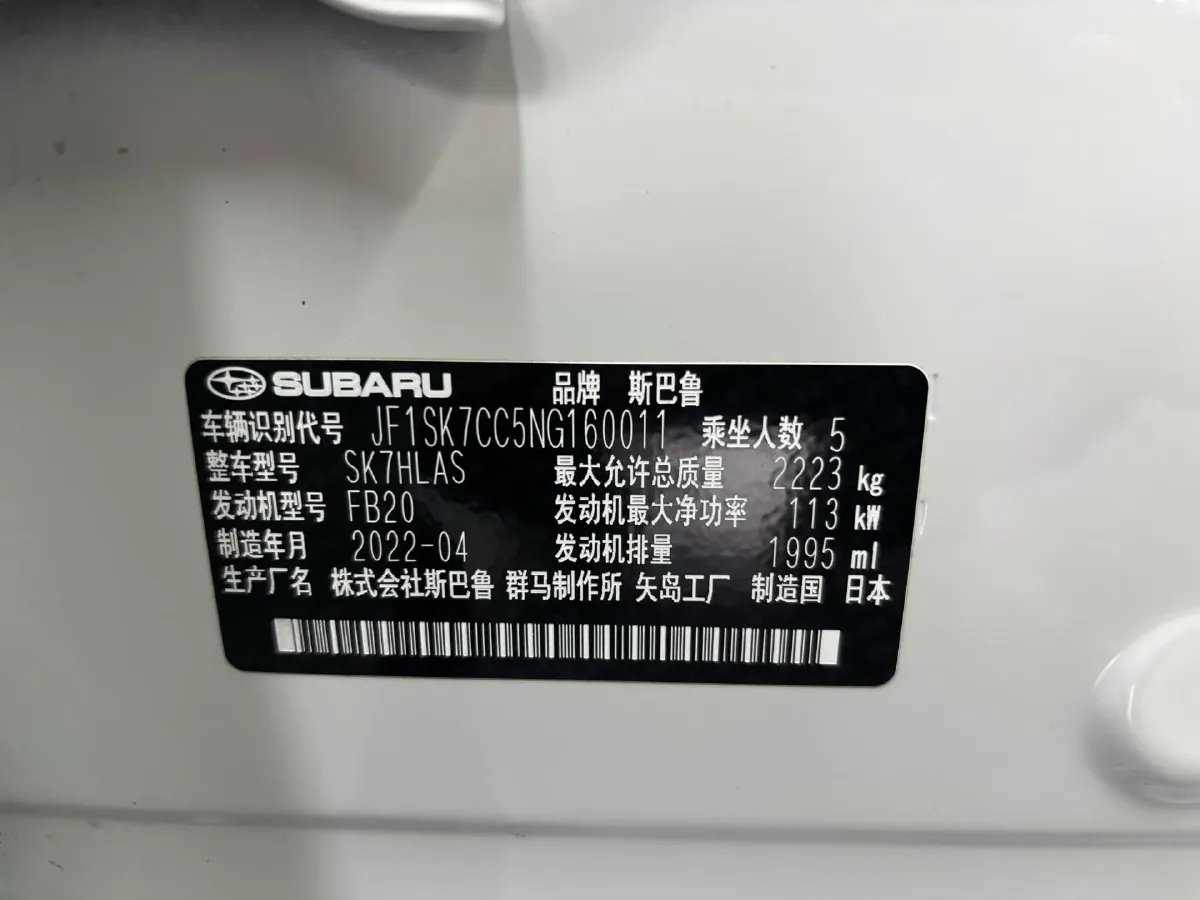 SUBARU 品牌 斯巴鲁
车辆识别代号 JF1SK7CC5NG160011 乘坐人数 5
整车型号 SK7HLAS 最大允许总质量 2223 kg
发动机型号 FB20 发动机最大净功率 113 kW
制造年月 2022-04 发动机排量 1995 ml
生产厂名 株式会社斯巴鲁 群马制作所 矢岛工厂 制造国 日本